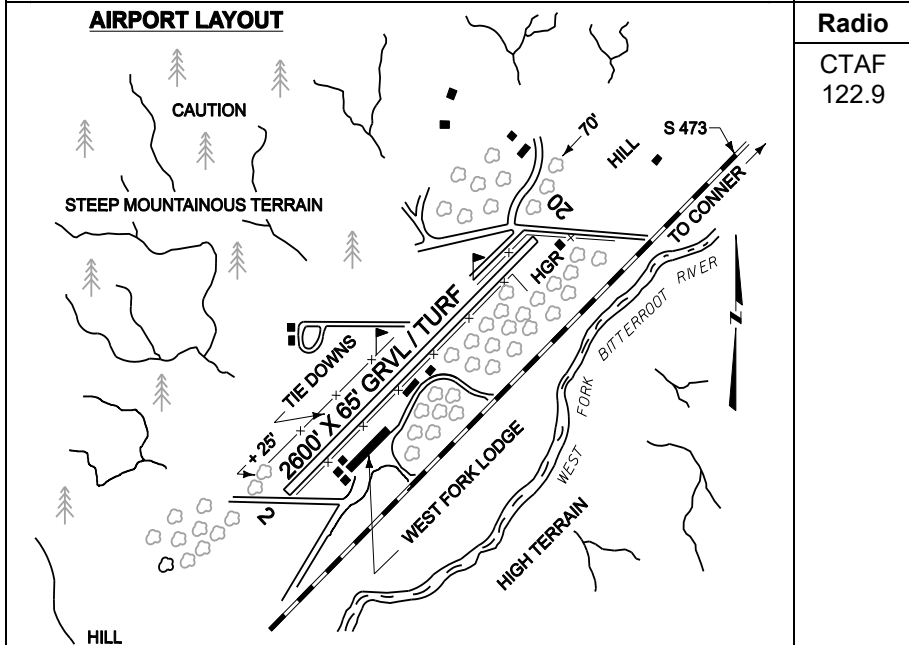 AIRPORT LAYOUT
Radio
CTAF
122.9
CAUTION
STEEP MOUNTAINOUS TERRAIN
70'
HILL
S 473
TO CONNER
20
HGR
BITTERROOT RIVER
N
2600' X 65' GRVL / TURF
TIE DOWNS
+ 25'
2
WEST FORK LODGE
WEST FORK
HIGH TERRAIN
HILL